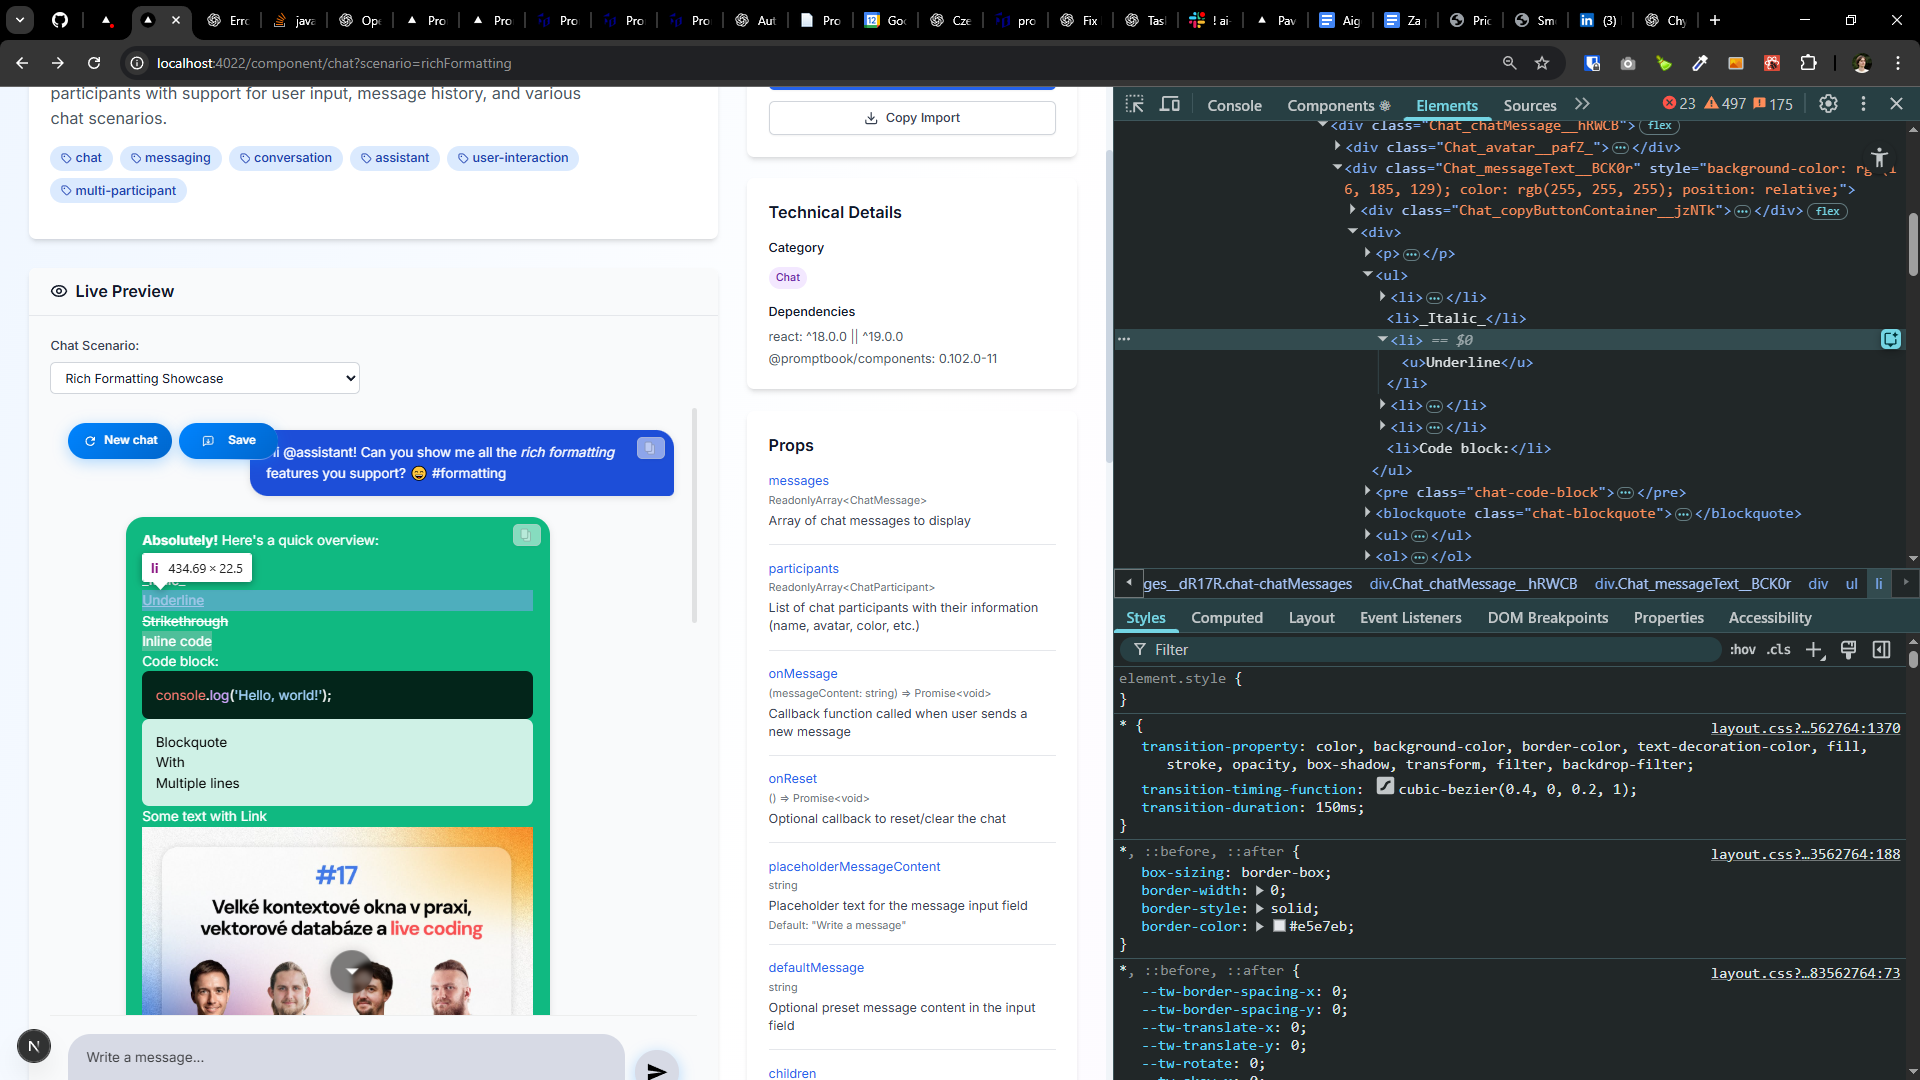 Erro
java
Ope
Pro
Pro
Pro
Pro
Pro
Aut
Pro
Goo
Cze
pro
Fix
Tas
! ai-
Pav
Aig
Za
Pric
Sm
(3)
Ch
localhost:4022/component/chat?scenario=richFormatting
participants with support for user input, message history, and various
chat scenarios.
chat
messaging
conversation
assistant
user-interaction
multi-participant
Live Preview
Chat Scenario:
Rich Formatting Showcase
New chat
Save
@assistant! Can you show me all the rich formatting
features you support? 😄 #formatting
Absolutely! Here's a quick overview:
li 434.69 × 22.5
Underline
Strikethrough
Inline code
Code block:
console.log('Hello, world!');
Blockquote
With
Multiple lines
Some text with Link
#17
Velké kontextové okna v praxi,
vektorové databáze a live coding
N
Write a message...
Copy Import
Technical Details
Category
Chat
Dependencies
react: ^18.0.0 || ^19.0.0
@promptbook/components: 0.102.0-11
Props
messages
ReadonlyArray<ChatMessage>
Array of chat messages to display
participants
ReadonlyArray<ChatParticipant>
List of chat participants with their information
(name, avatar, color, etc.)
onMessage
(messageContent: string) => Promise<void>
Callback function called when user sends a
new message
onReset
() => Promise<void>
Optional callback to reset/clear the chat
placeholderMessageContent
string
Placeholder text for the message input field
Default: "Write a message"
defaultMessage
string
Optional preset message content in the input
field
children
Console
Components
Elements
Sources
23
497
175
<div class="Chat_chatMessage__hRWCB"> flex
<div class="Chat_avatar__pafZ_"> … </div>
<div class="Chat_messageText__BCK0r" style="background-color: rgb(1
6, 185, 129); color: rgb(255, 255, 255); position: relative;">
<div class="Chat_copyButtonContainer__jzNTk"> … </div> flex
<div>
<p> … </p>
<ul>
<li> … </li>
<li>_Italic_</li>
<li> == $0
<u>Underline</u>
</li>
<li> … </li>
<li> … </li>
<li>Code block:</li>
</ul>
<pre class="chat-code-block"> … </pre>
<blockquote class="chat-blockquote"> … </blockquote>
<ul> … </ul>
<ol> … </ol>
ges__dR17R.chat-chatMessages
div.Chat_chatMessage__hRWCB
div.Chat_messageText__BCK0r
div
ul
li
Styles
Computed
Layout
Event Listeners
DOM Breakpoints
Properties
Accessibility
Filter
:hov
.cls
element.style {
}
* {
layout.css?…562764:1370
transition-property: color, background-color, border-color, text-decoration-color, fill,
stroke, opacity, box-shadow, transform, filter, backdrop-filter;
transition-timing-function: cubic-bezier(0.4, 0, 0.2, 1);
transition-duration: 150ms;
}
*, ::before, ::after {
layout.css?…3562764:188
box-sizing: border-box;
border-width: 0;
border-style: solid;
border-color: #e5e7eb;
}
*, ::before, ::after {
layout.css?…83562764:73
--tw-border-spacing-x: 0;
--tw-border-spacing-y: 0;
--tw-translate-x: 0;
--tw-translate-y: 0;
--tw-rotate: 0;